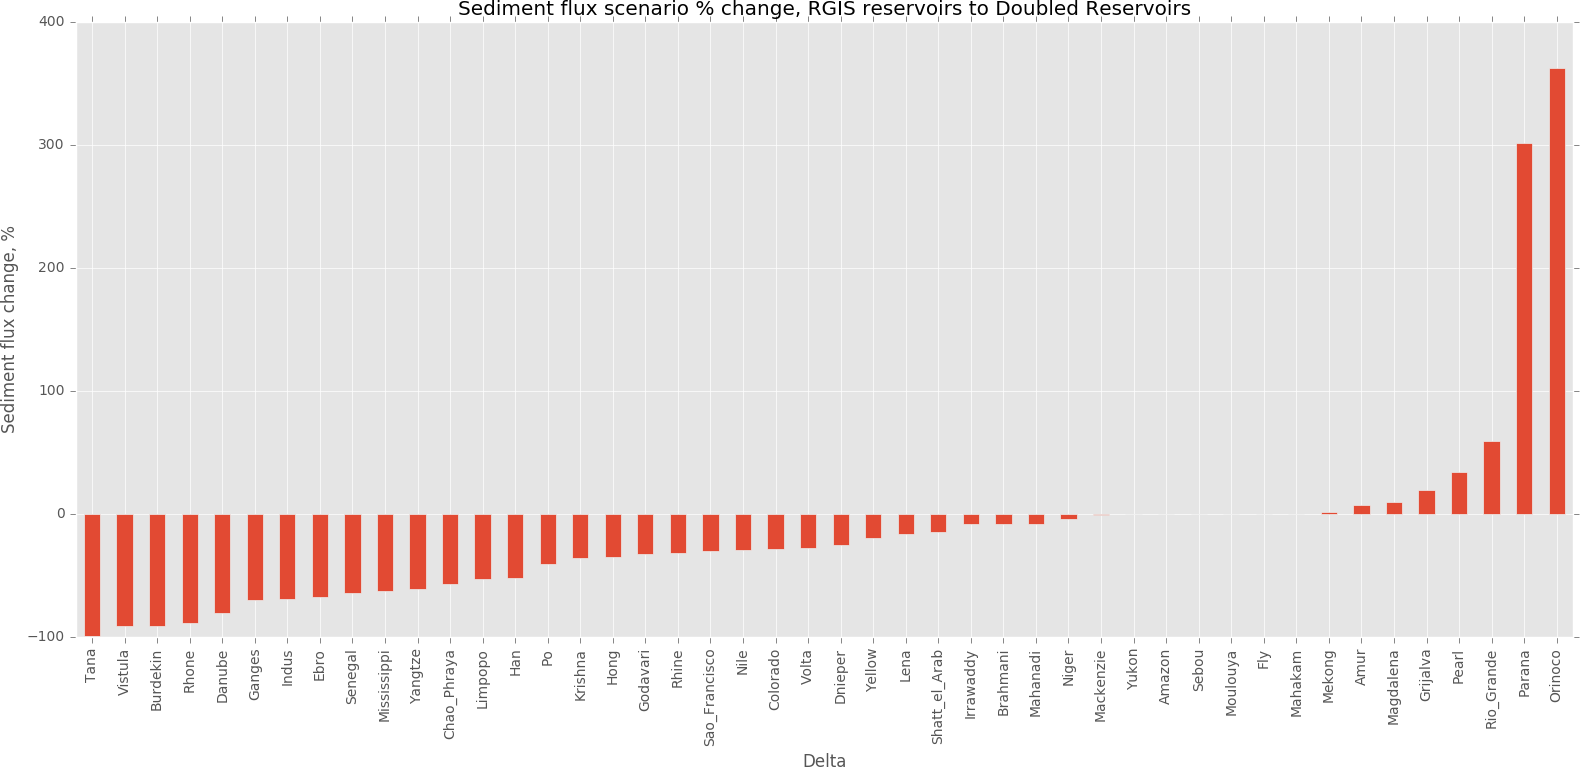 Sediment flux scenario % change, RGIS reservoirs to Doubled Reservoirs
Sediment flux change, %
400
300
200
100
0
−100
Tana
Vistula
Burdekin
Rhone
Danube
Ganges
Indus
Ebro
Senegal
Mississippi
Yangtze
Chao_Phraya
Limpopo
Han
Po
Krishna
Hong
Godavari
Rhine
Sao_Francisco
Nile
Colorado
Volta
Dnieper
Yellow
Lena
Shatt_el_Arab
Irrawaddy
Brahmani
Mahanadi
Niger
Mackenzie
Yukon
Amazon
Sebou
Moulouya
Fly
Mahakam
Mekong
Amur
Magdalena
Grijalva
Pearl
Rio_Grande
Parana
Orinoco
Delta